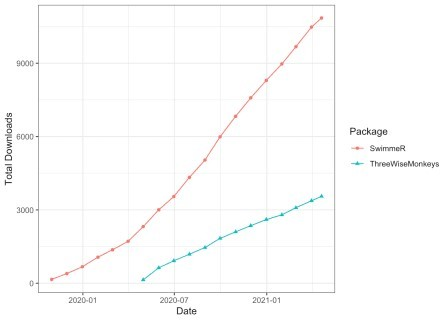 9000
6000
3000
0
Total Downloads
2020-01
2020-07
2021-01
Date
Package
SwimmeR
ThreeWiseMonkeys